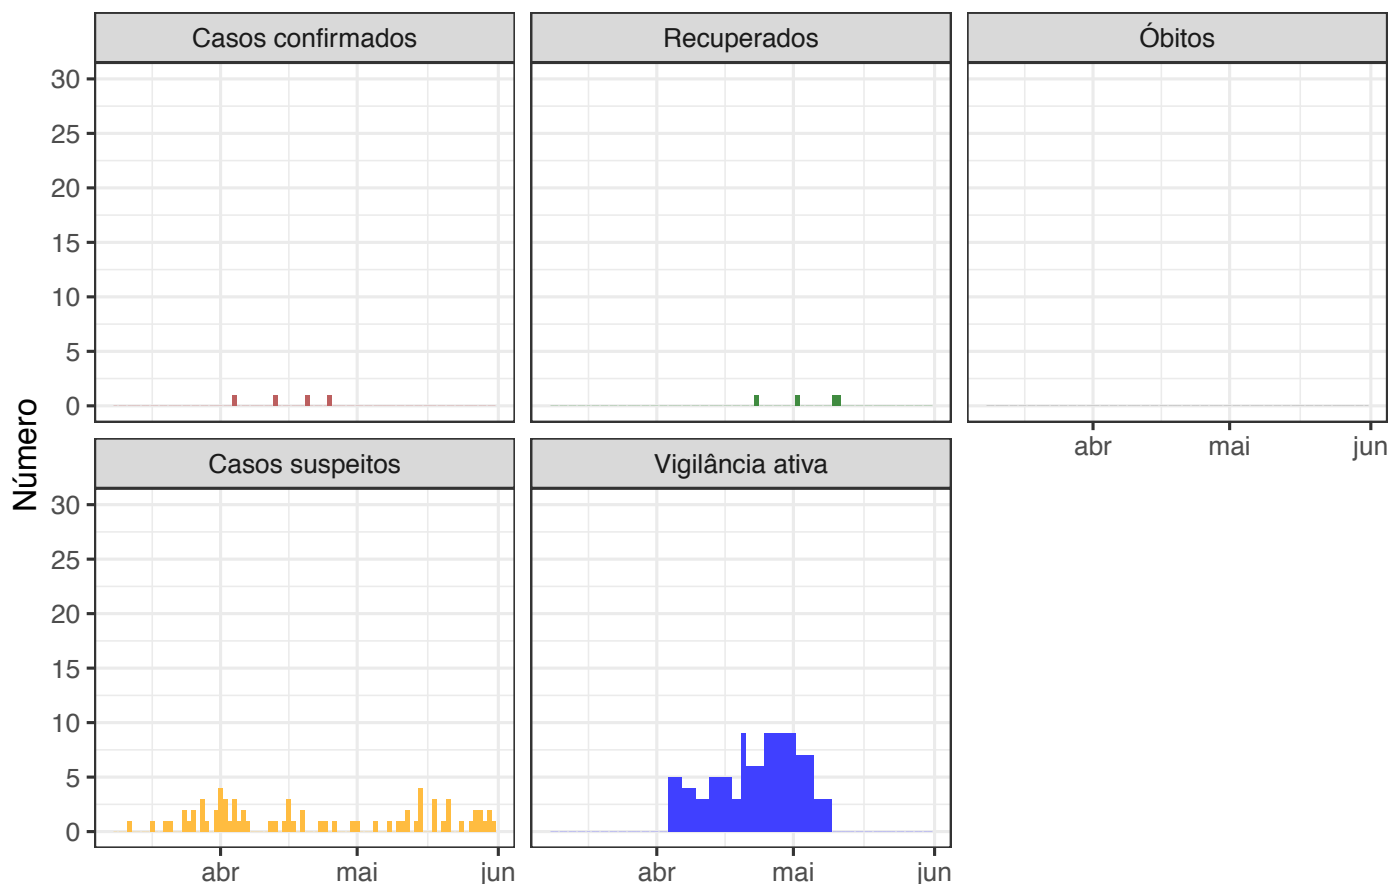 Casos confirmados
Recuperados
Óbitos
30
25
20
15
10
5
0
abr mai jun
Número
Casos suspeitos
Vigilância ativa
30
25
20
15
10
5
0
abr mai jun
abr mai jun